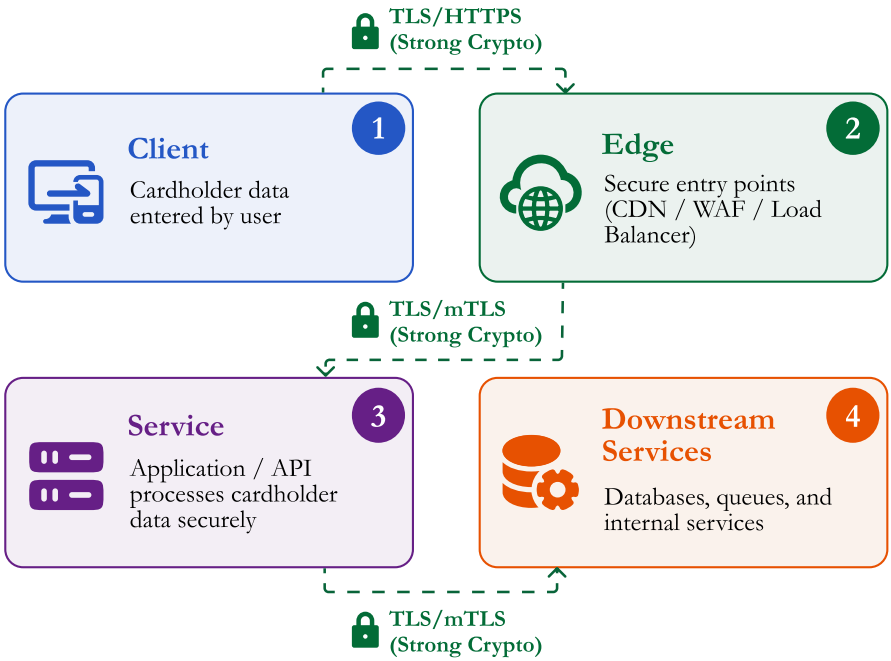 TLS/HTTPS
(Strong Crypto)
1
Client
Cardholder data
entered by user
2
Edge
Secure entry points
(CDN / WAF / Load
Balancer)
TLS/mTLS
(Strong Crypto)
3
Service
Application / API
processes cardholder
data securely
4
Downstream
Services
Databases, queues, and
internal services
TLS/mTLS
(Strong Crypto)